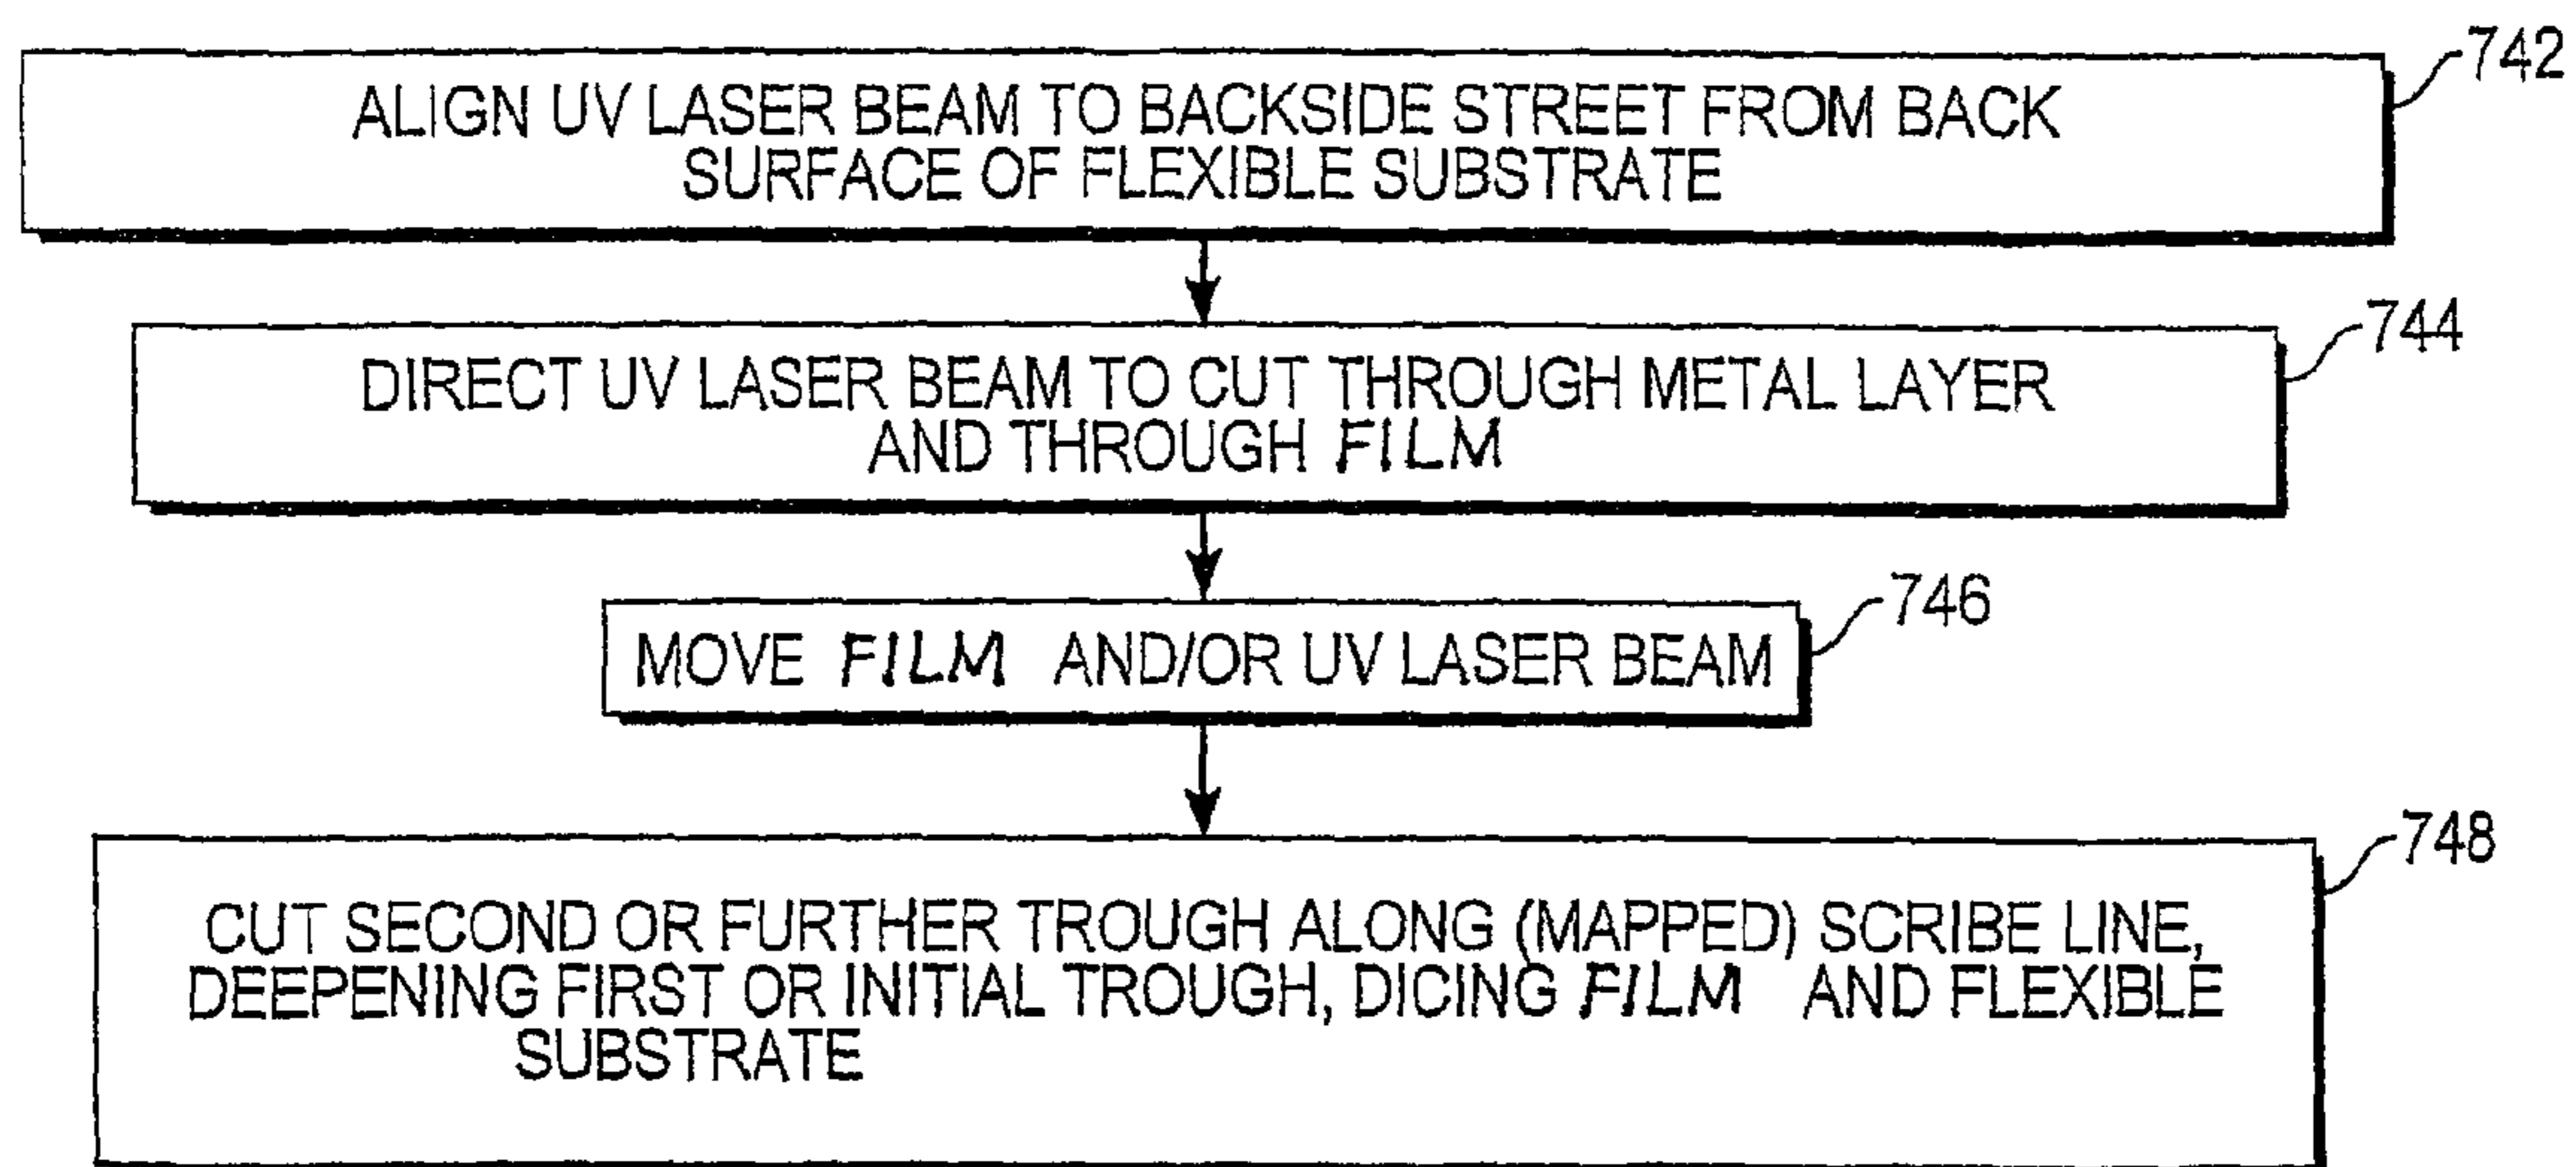 742
ALIGN UV LASER BEAM TO BACKSIDE STREET FROM BACK
SURFACE OF FLEXIBLE SUBSTRATE
744
DIRECT UV LASER BEAM TO CUT THROUGH METAL LAYER
AND THROUGH FILM
746
MOVE FILM AND/OR UV LASER BEAM
748
CUT SECOND OR FURTHER TROUGH ALONG (MAPPED) SCRIBE LINE,
DEEPENING FIRST OR INITIAL TROUGH, DICING FILM AND FLEXIBLE
SUBSTRATE